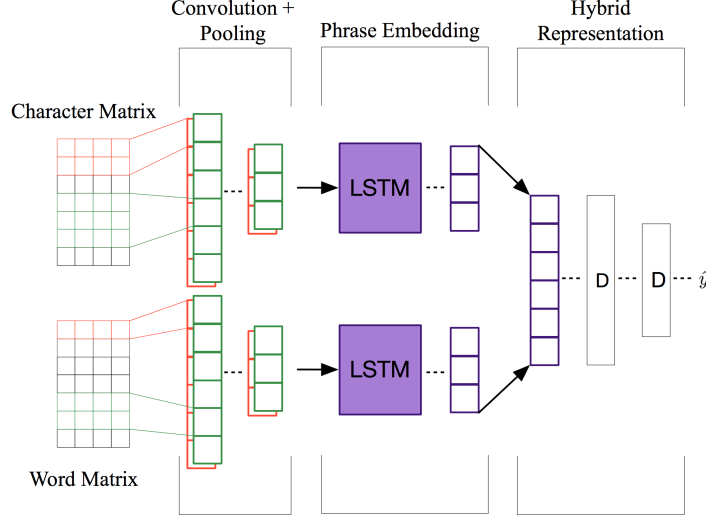 Convolution +
Pooling
Phrase Embedding
Hybrid
Representation
Character Matrix
LSTM
D
D
ŷ
LSTM
Word Matrix